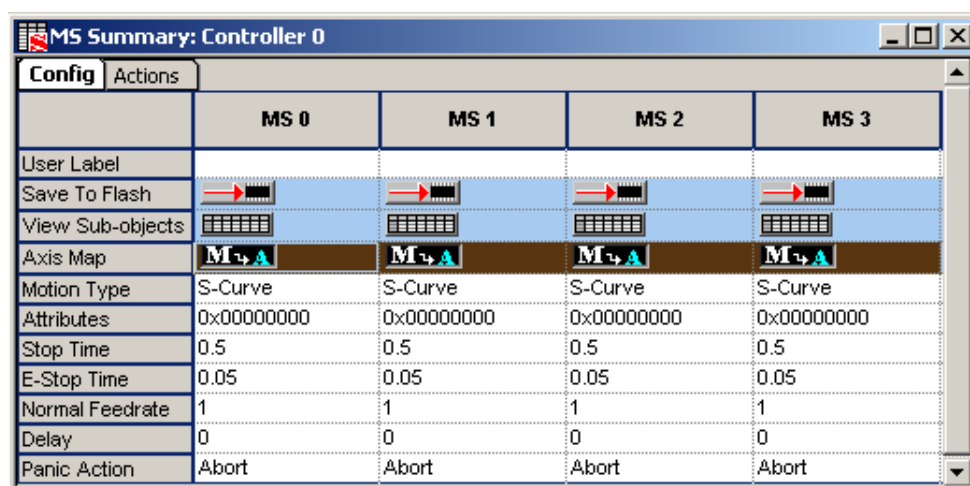 MS Summary: Controller 0
Config Actions
MS 0 MS 1 MS 2 MS 3
User Label
Save To Flash
View Sub-objects
Axis Map M A M A M A M A
Motion Type S-Curve S-Curve S-Curve S-Curve
Attributes 0x00000000 0x00000000 0x00000000 0x00000000
Stop Time 0.5 0.5 0.5 0.5
E-Stop Time 0.05 0.05 0.05 0.05
Normal Feedrate 1 1 1 1
Delay 0 0 0 0
Panic Action Abort Abort Abort Abort